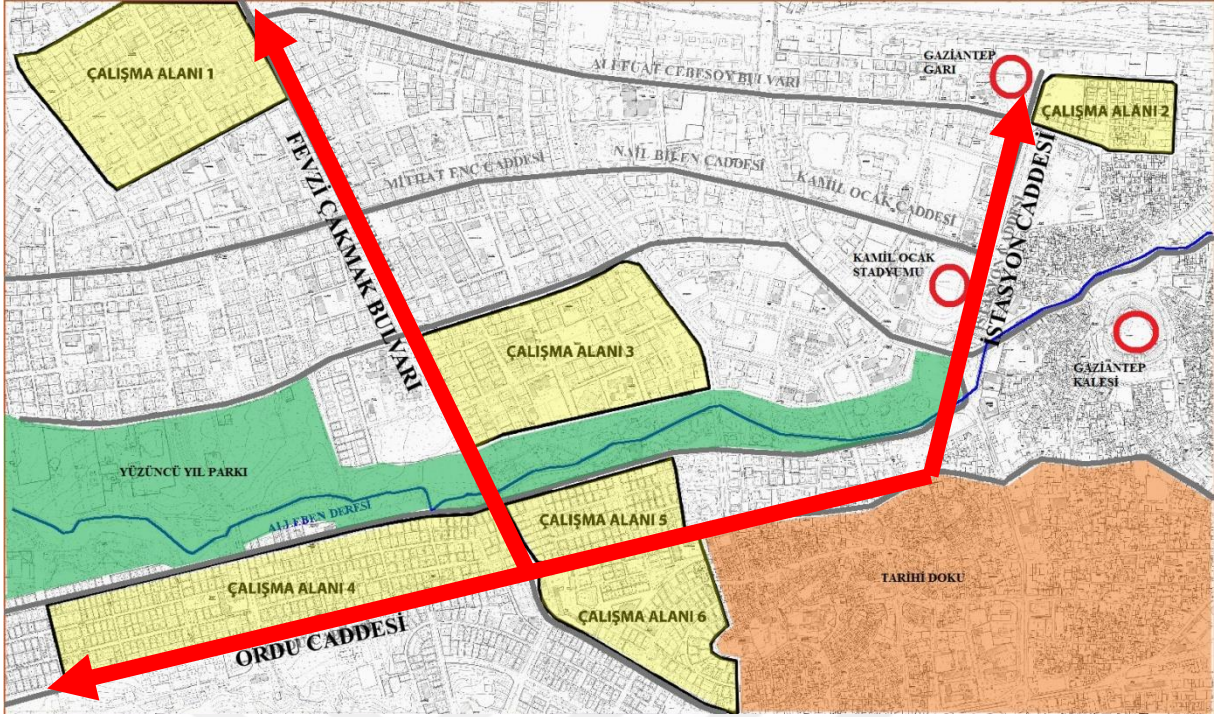 ÇALIŞMA ALANI 1
ALİ FUAT CEBESOY BULVARI
GAZİANTEP
GARI
ÇALIŞMA ALANI 2
FEVZİ ÇAKMAK BULVARI
MİTHAT ENÇ CADDESİ
NAİL BİLEN CADDESİ
KAMİL OCAK CADDESİ
İSTASYON CADDESİ
KAMİL OCAK
STADYUMU
GAZİANTEP
KALESİ
ÇALIŞMA ALANI 3
YÜZÜNCÜ YIL PARKI
ALLEBEN DERESİ
ÇALIŞMA ALANI 5
TARİHİ DOKU
ÇALIŞMA ALANI 4
ÇALIŞMA ALANI 6
ORDU CADDESİ